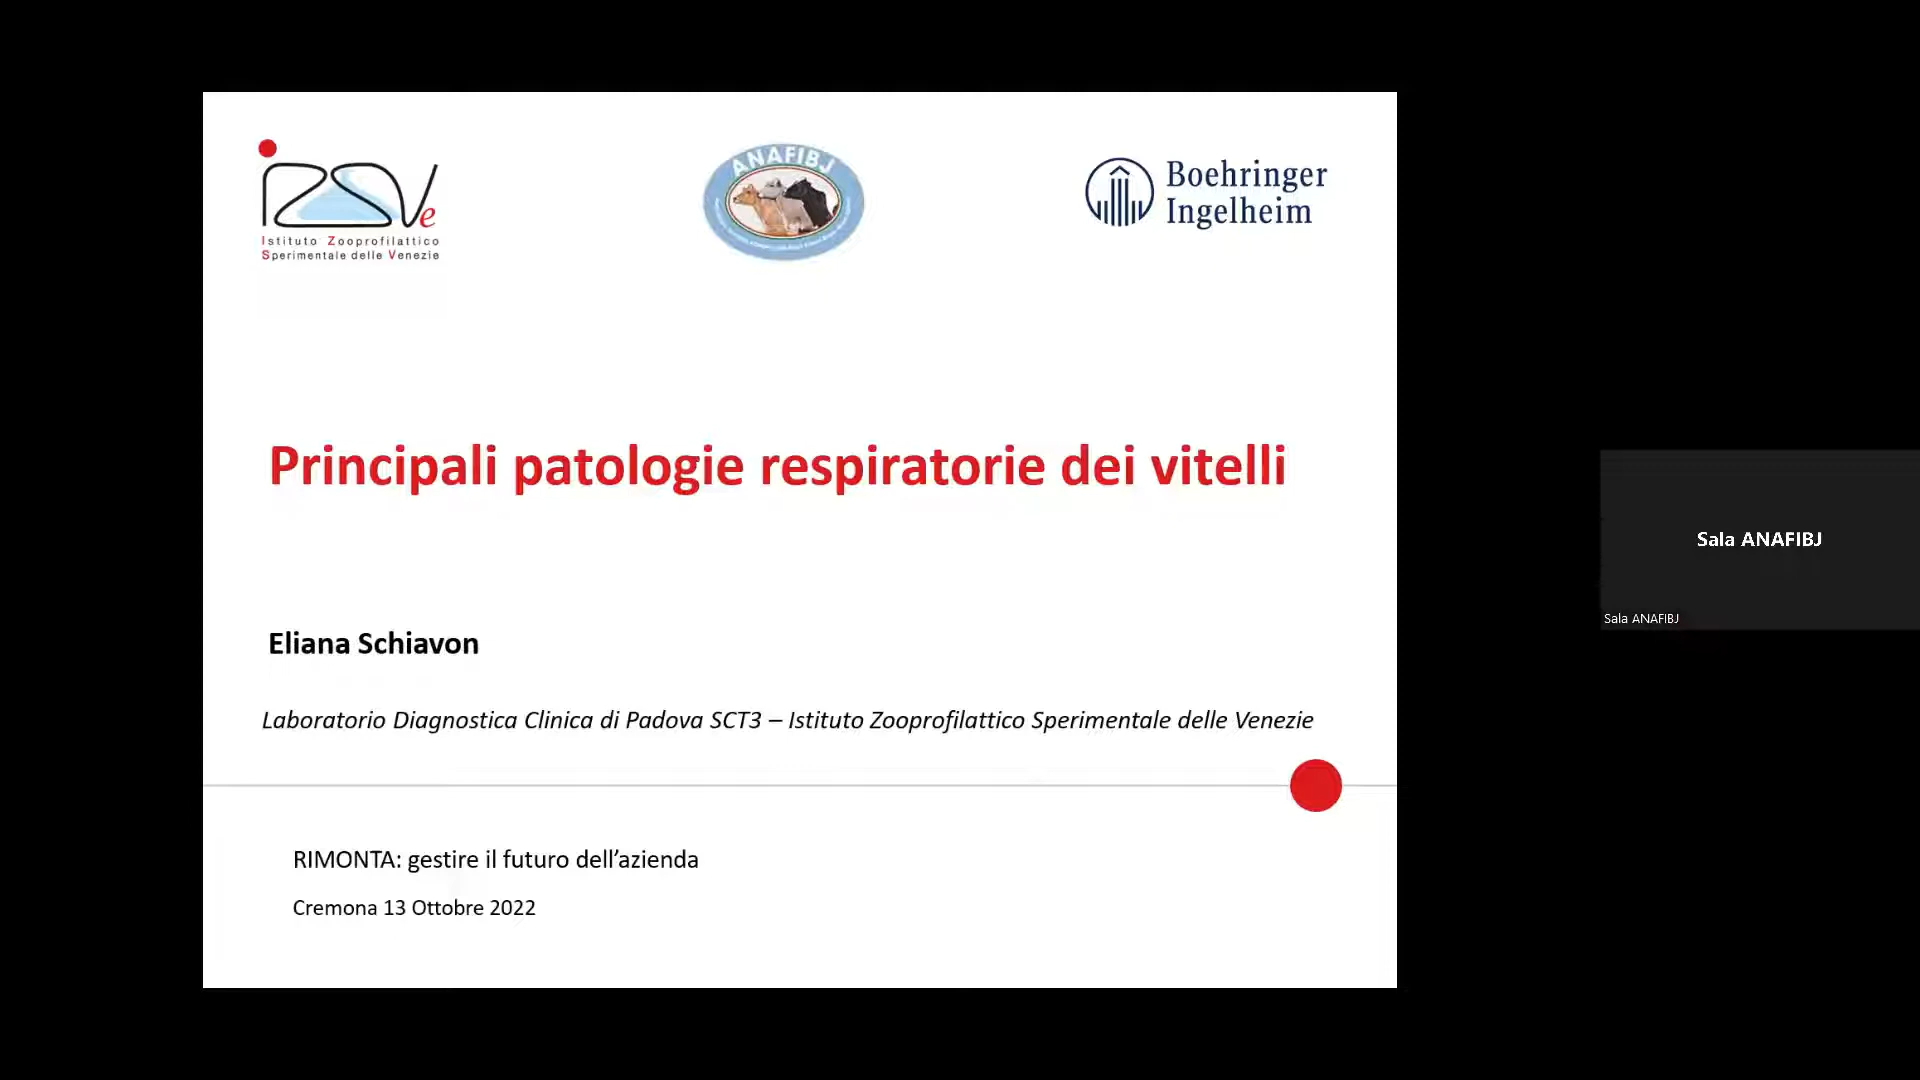 iZSVe
Istituto Zooprofilattico
Sperimentale delle Venezie
ANAFIBJ
Boehringer
Ingelheim
Principali patologie respiratorie dei vitelli
Eliana Schiavon
Laboratorio Diagnostica Clinica di Padova SCT3 – Istituto Zooprofilattico Sperimentale delle Venezie
RIMONTA: gestire il futuro dell’azienda
Cremona 13 Ottobre 2022
Sala ANAFIBJ
Sala ANAFIBJ